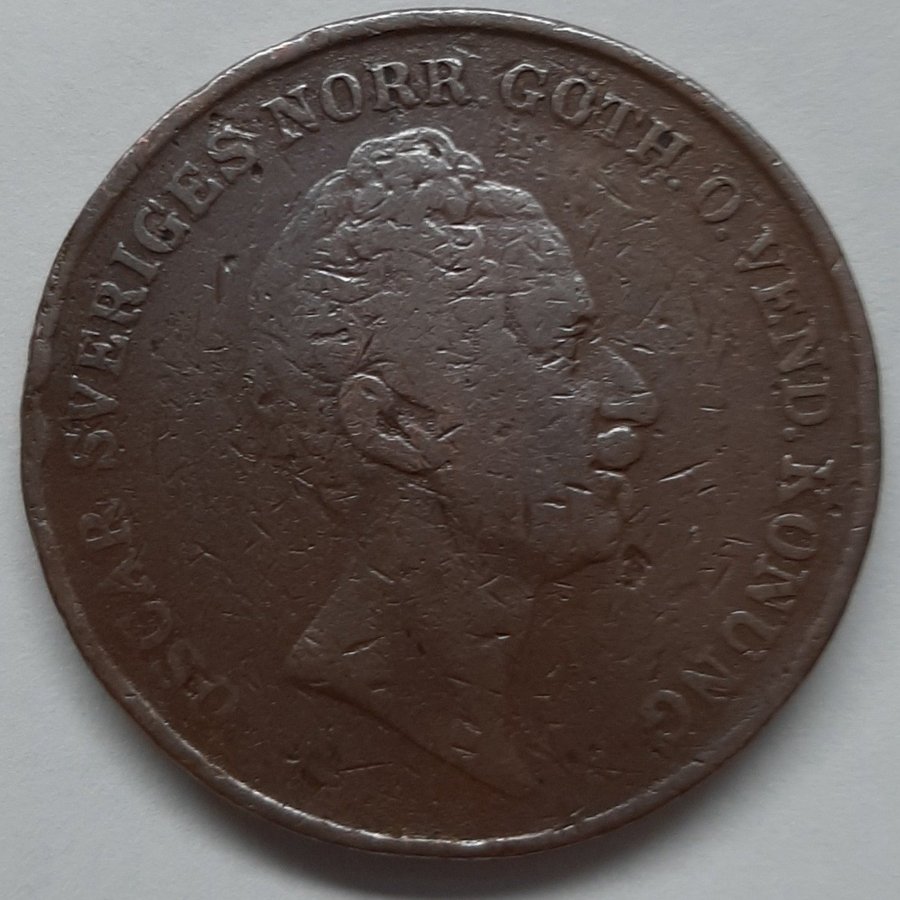 OSCAR SVERIGES NORR. GÖTH. O. VEND. KONUNG